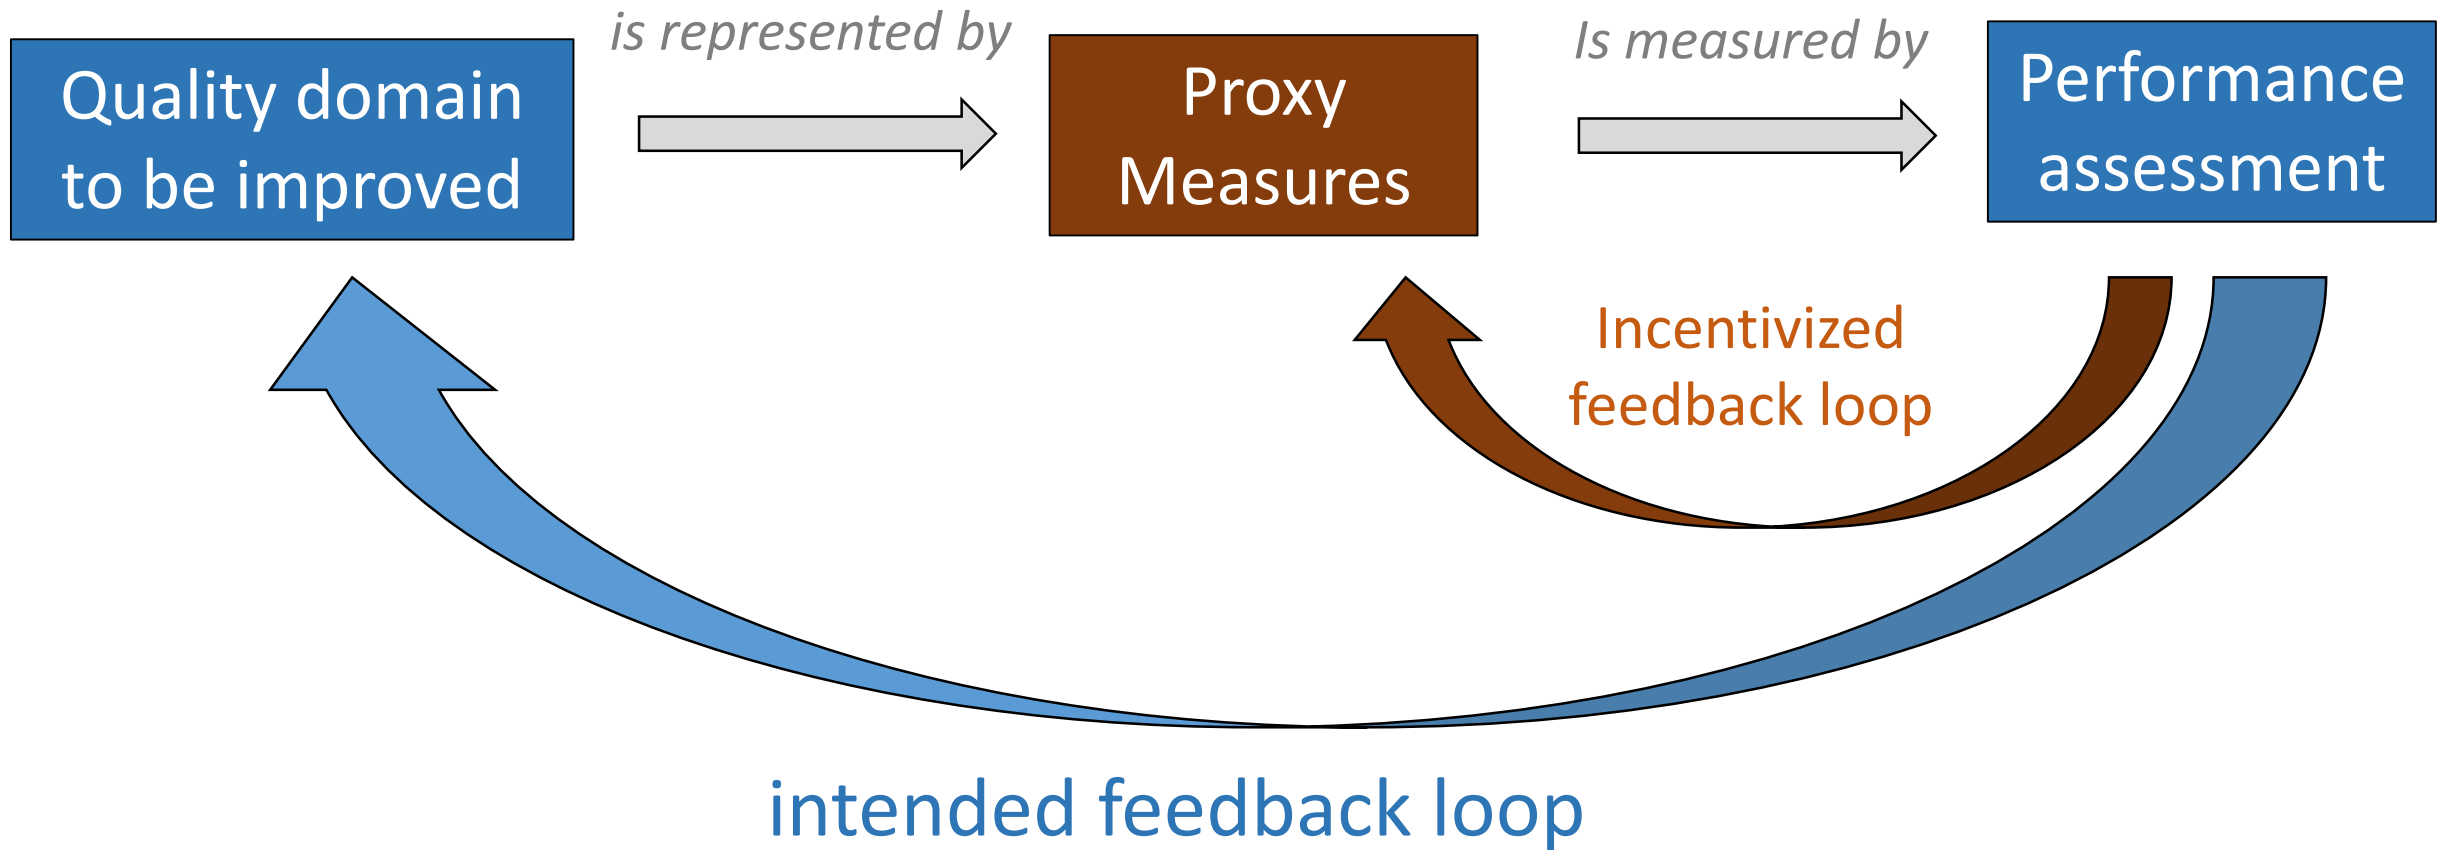 is represented by
Is measured by
Quality domain
to be improved
Proxy
Measures
Performance
assessment
Incentivized
feedback loop
intended feedback loop